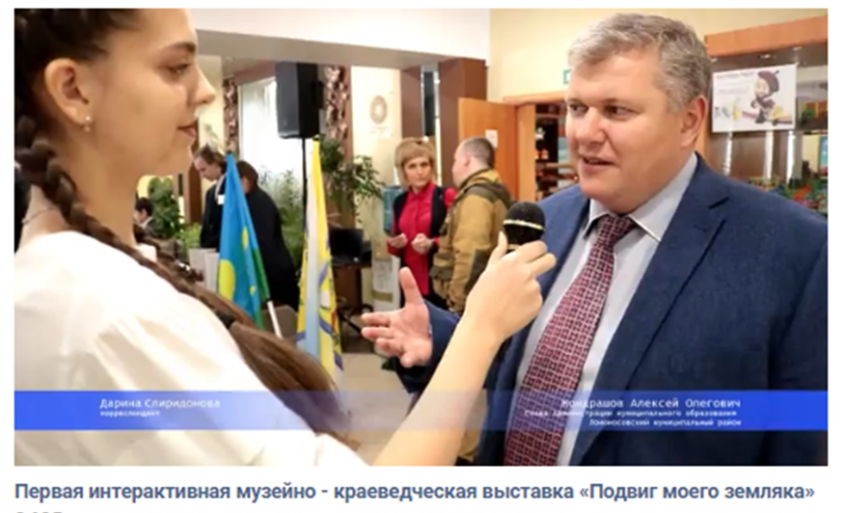 Дарина Спиридонова
корреспондент
Кондрашов Алексей Олегович
Глава Администрации муниципального образования
Ломоносовский муниципальный район
Первая интерактивная музейно - краеведческая выставка «Подвиг моего земляка»